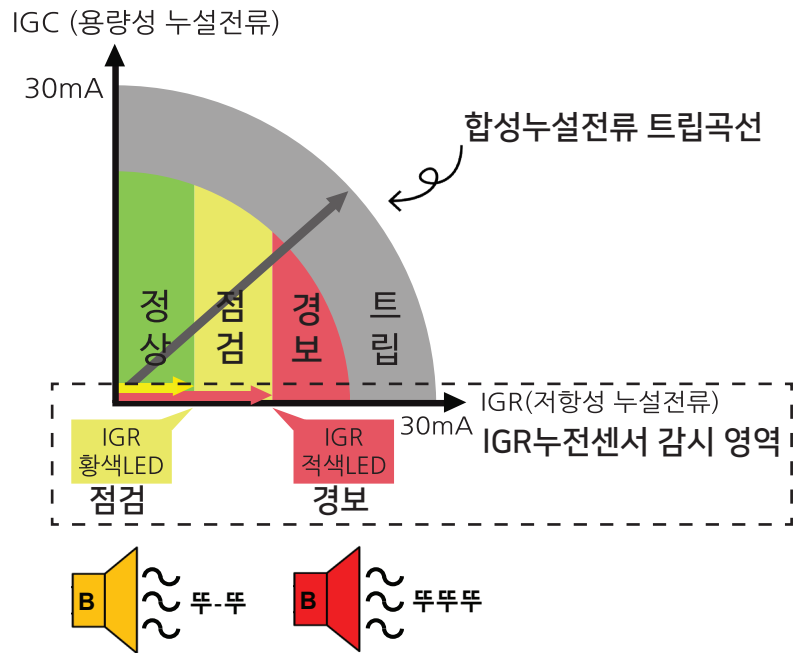 IGC (용량성 누설전류)
30mA
합성누설전류 트립곡선
정상
점검
경보
트립
IGR(저항성 누설전류)
30mA
IGR누전센서 감시 영역
IGR
황색LED
점검
IGR
적색LED
경보
B
뚜-뚜
B
뚜뚜뚜